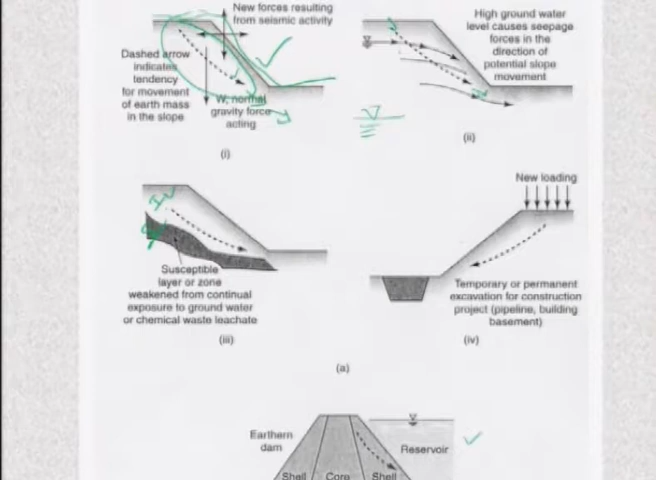 New forces resulting
from seismic activity
Dashed arrow
indicates
tendency
for movement
of earth mass
in the slope
W, normal
gravity force
acting
(i)
High ground water
level causes seepage
forces in the
direction of
potential slope
movement
(ii)
Susceptible
layer or zone
weakened from continual
exposure to ground water
or chemical waste leachate
(iii)
New loading
Temporary or permanent
excavation for construction
project (pipeline, building
basement)
(iv)
(a)
Earthern
dam
Reservoir
Shell Core Shell